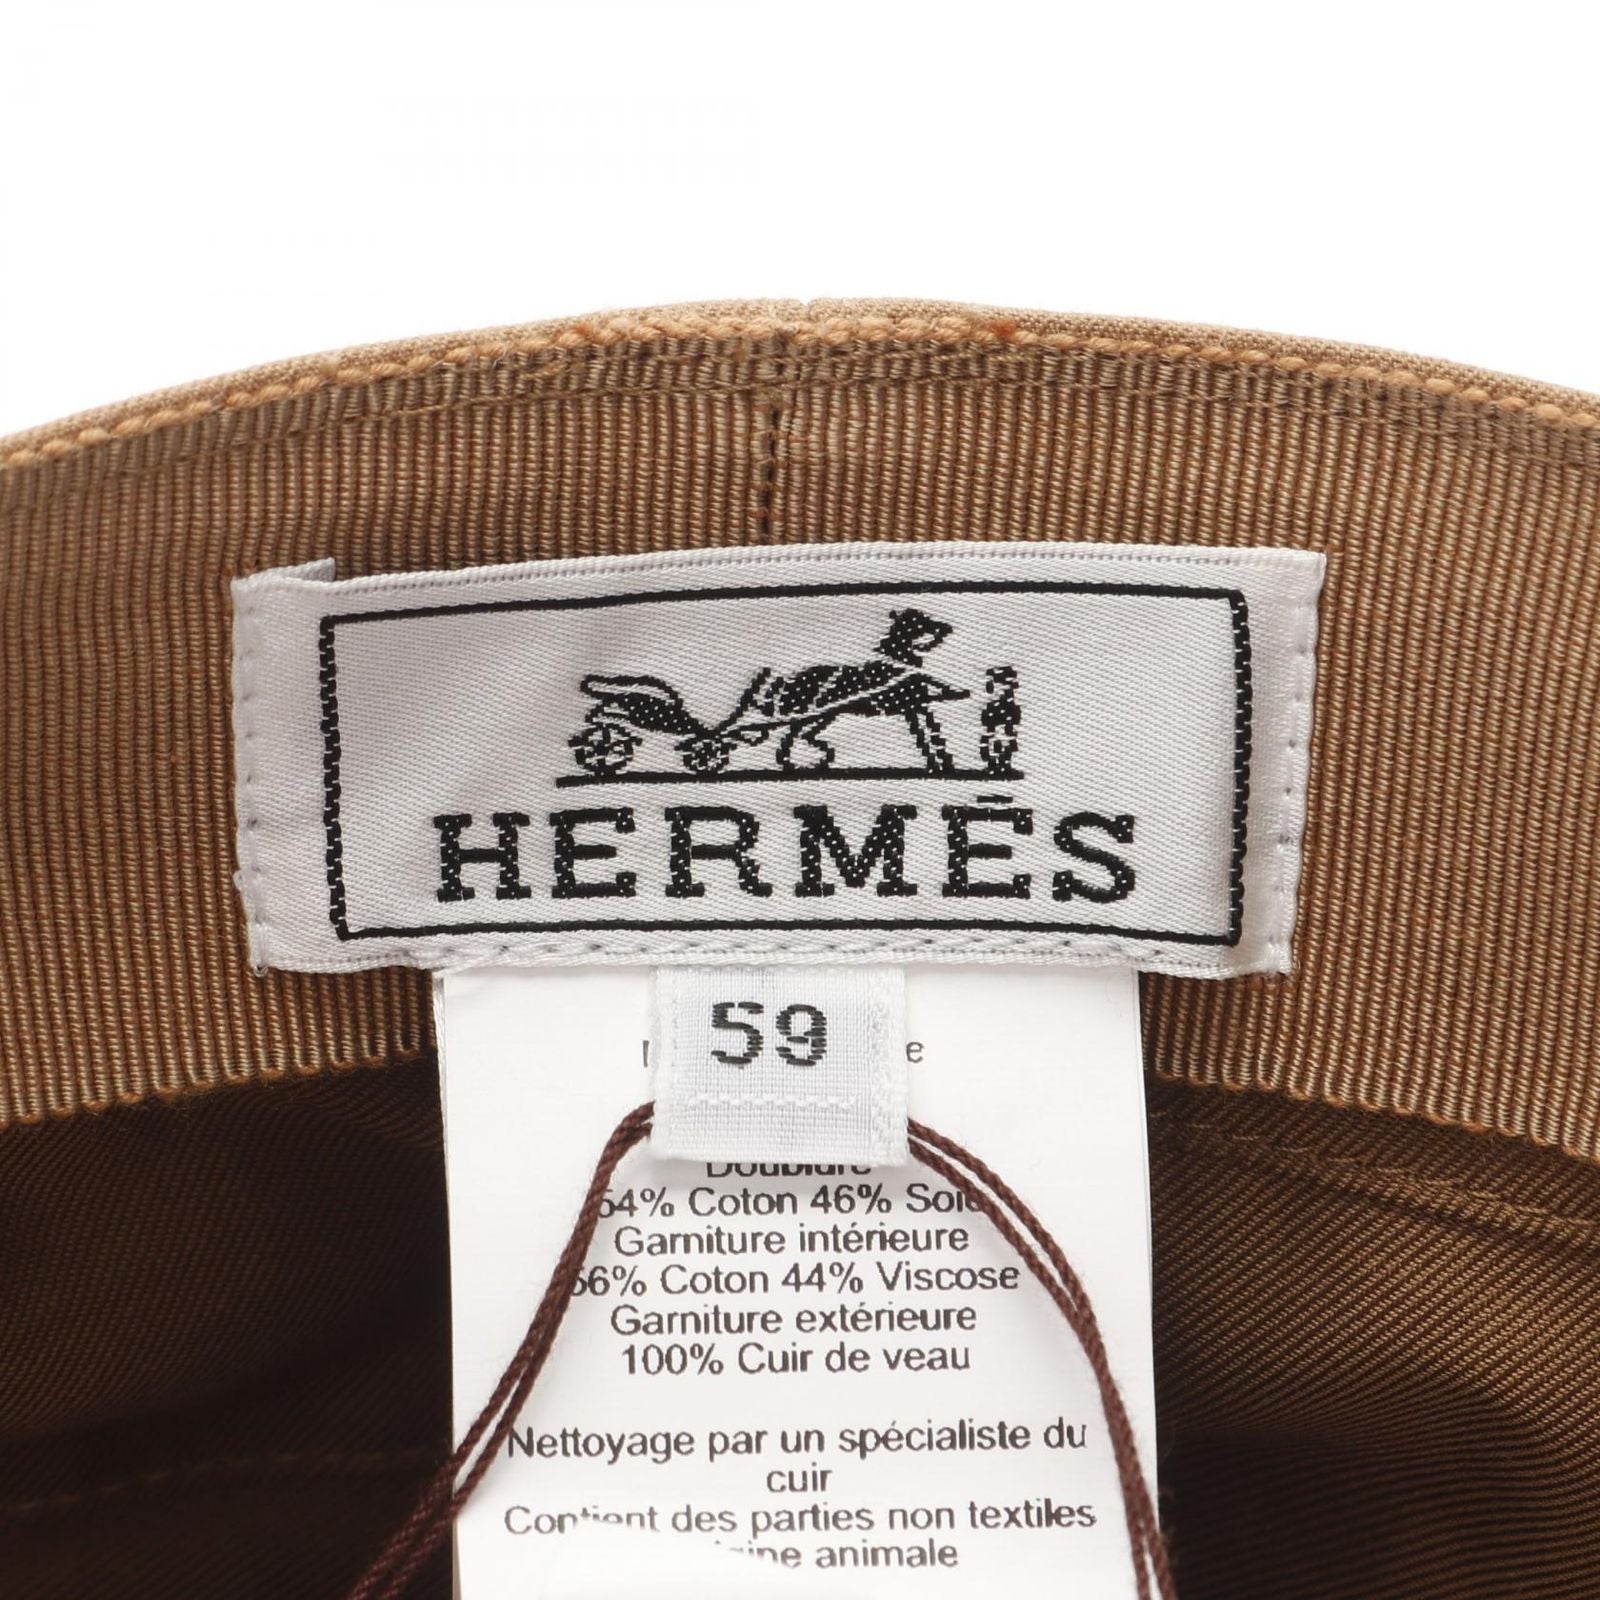 HERMÈS
59
Doublure
54% Coton 46% Soie
Garniture intérieure
56% Coton 44% Viscose
Garniture extérieure
100% Cuir de veau
Nettoyage par un spécialiste du
cuir
Contient des parties non textiles
animale